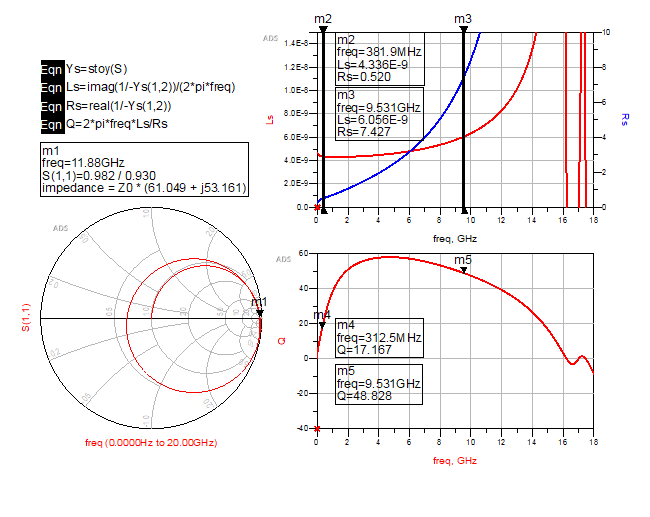 Eqn Ys=stoy(S)
Eqn Ls=imag(1/-Ys(1,2))/(2*pi*freq)
Eqn Rs=real(1/-Ys(1,2))
Eqn Q=2*pi*freq*Ls/Rs
m1
freq=11.88GHz
S(1,1)=0.982 / 0.930
impedance = Z0 * (61.049 + j53.161)
ADS
m1
S(1,1)
freq (0.0000Hz to 20.00GHz)
ADS
m2
m3
m2
freq=381.9MHz
Ls=4.336E-9
Rs=0.520
m3
freq=9.531GHz
Ls=6.056E-9
Rs=7.427
1.4E-8
1.2E-8
1.0E-8
8.0E-9
6.0E-9
4.0E-9
2.0E-9
0.0
Ls
10
8
6
4
2
0
Rs
0 2 4 6 8 10 12 14 16 18
freq, GHz
ADS
m5
m4
m4
freq=312.5MHz
Q=17.167
m5
freq=9.531GHz
Q=48.828
60
40
20
0
-20
-40
Q
0 2 4 6 8 10 12 14 16 18
freq, GHz